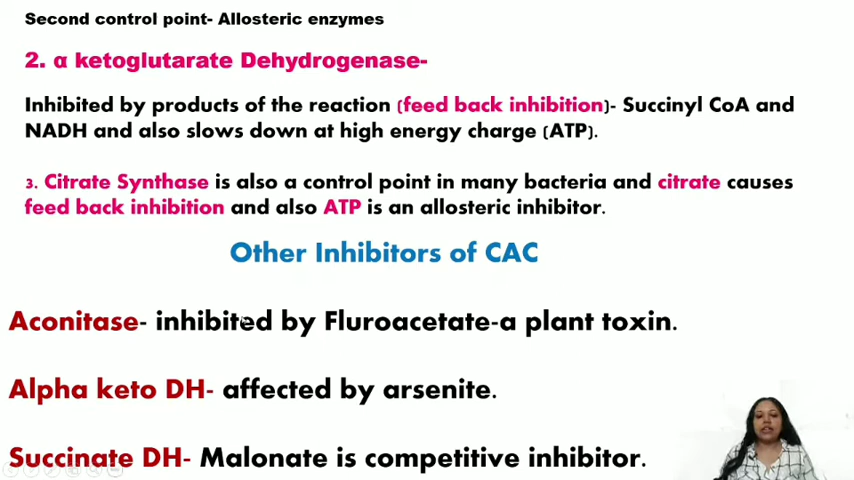 Second control point- Allosteric enzymes
2. α ketoglutarate Dehydrogenase-
Inhibited by products of the reaction (feed back inhibition)- Succinyl CoA and
NADH and also slows down at high energy charge (ATP).
3. Citrate Synthase is also a control point in many bacteria and citrate causes
feed back inhibition and also ATP is an allosteric inhibitor.
Other Inhibitors of CAC
Aconitase- inhibited by Fluroacetate-a plant toxin.
Alpha keto DH- affected by arsenite.
Succinate DH- Malonate is competitive inhibitor.